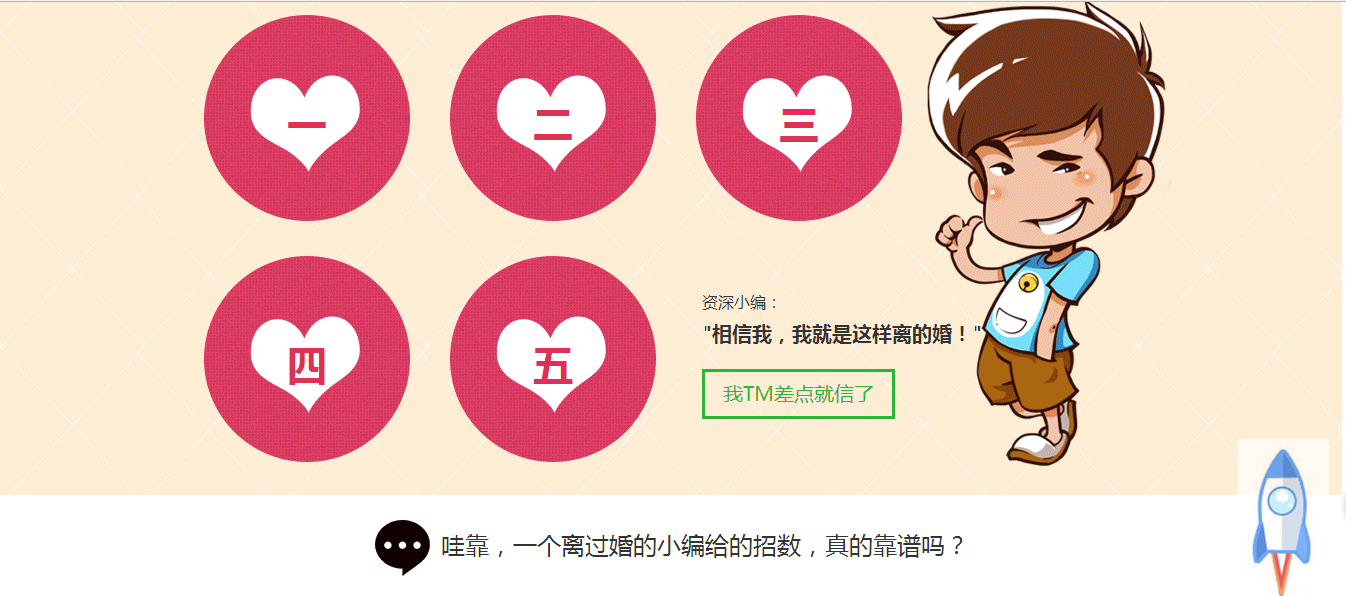 一
二
三
四
五
资深小编：
"相信我，我就是这样离的婚！"
我TM差点就信了
哇靠，一个离过婚的小编给的招数，真的靠谱吗？